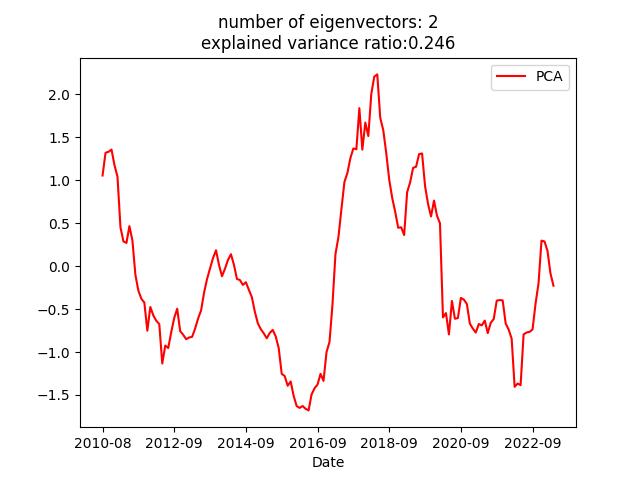 number of eigenvectors: 2
explained variance ratio:0.246
PCA
2.0
1.5
1.0
0.5
0.0
−0.5
−1.0
−1.5
2010-08 2012-09 2014-09 2016-09 2018-09 2020-09 2022-09
Date